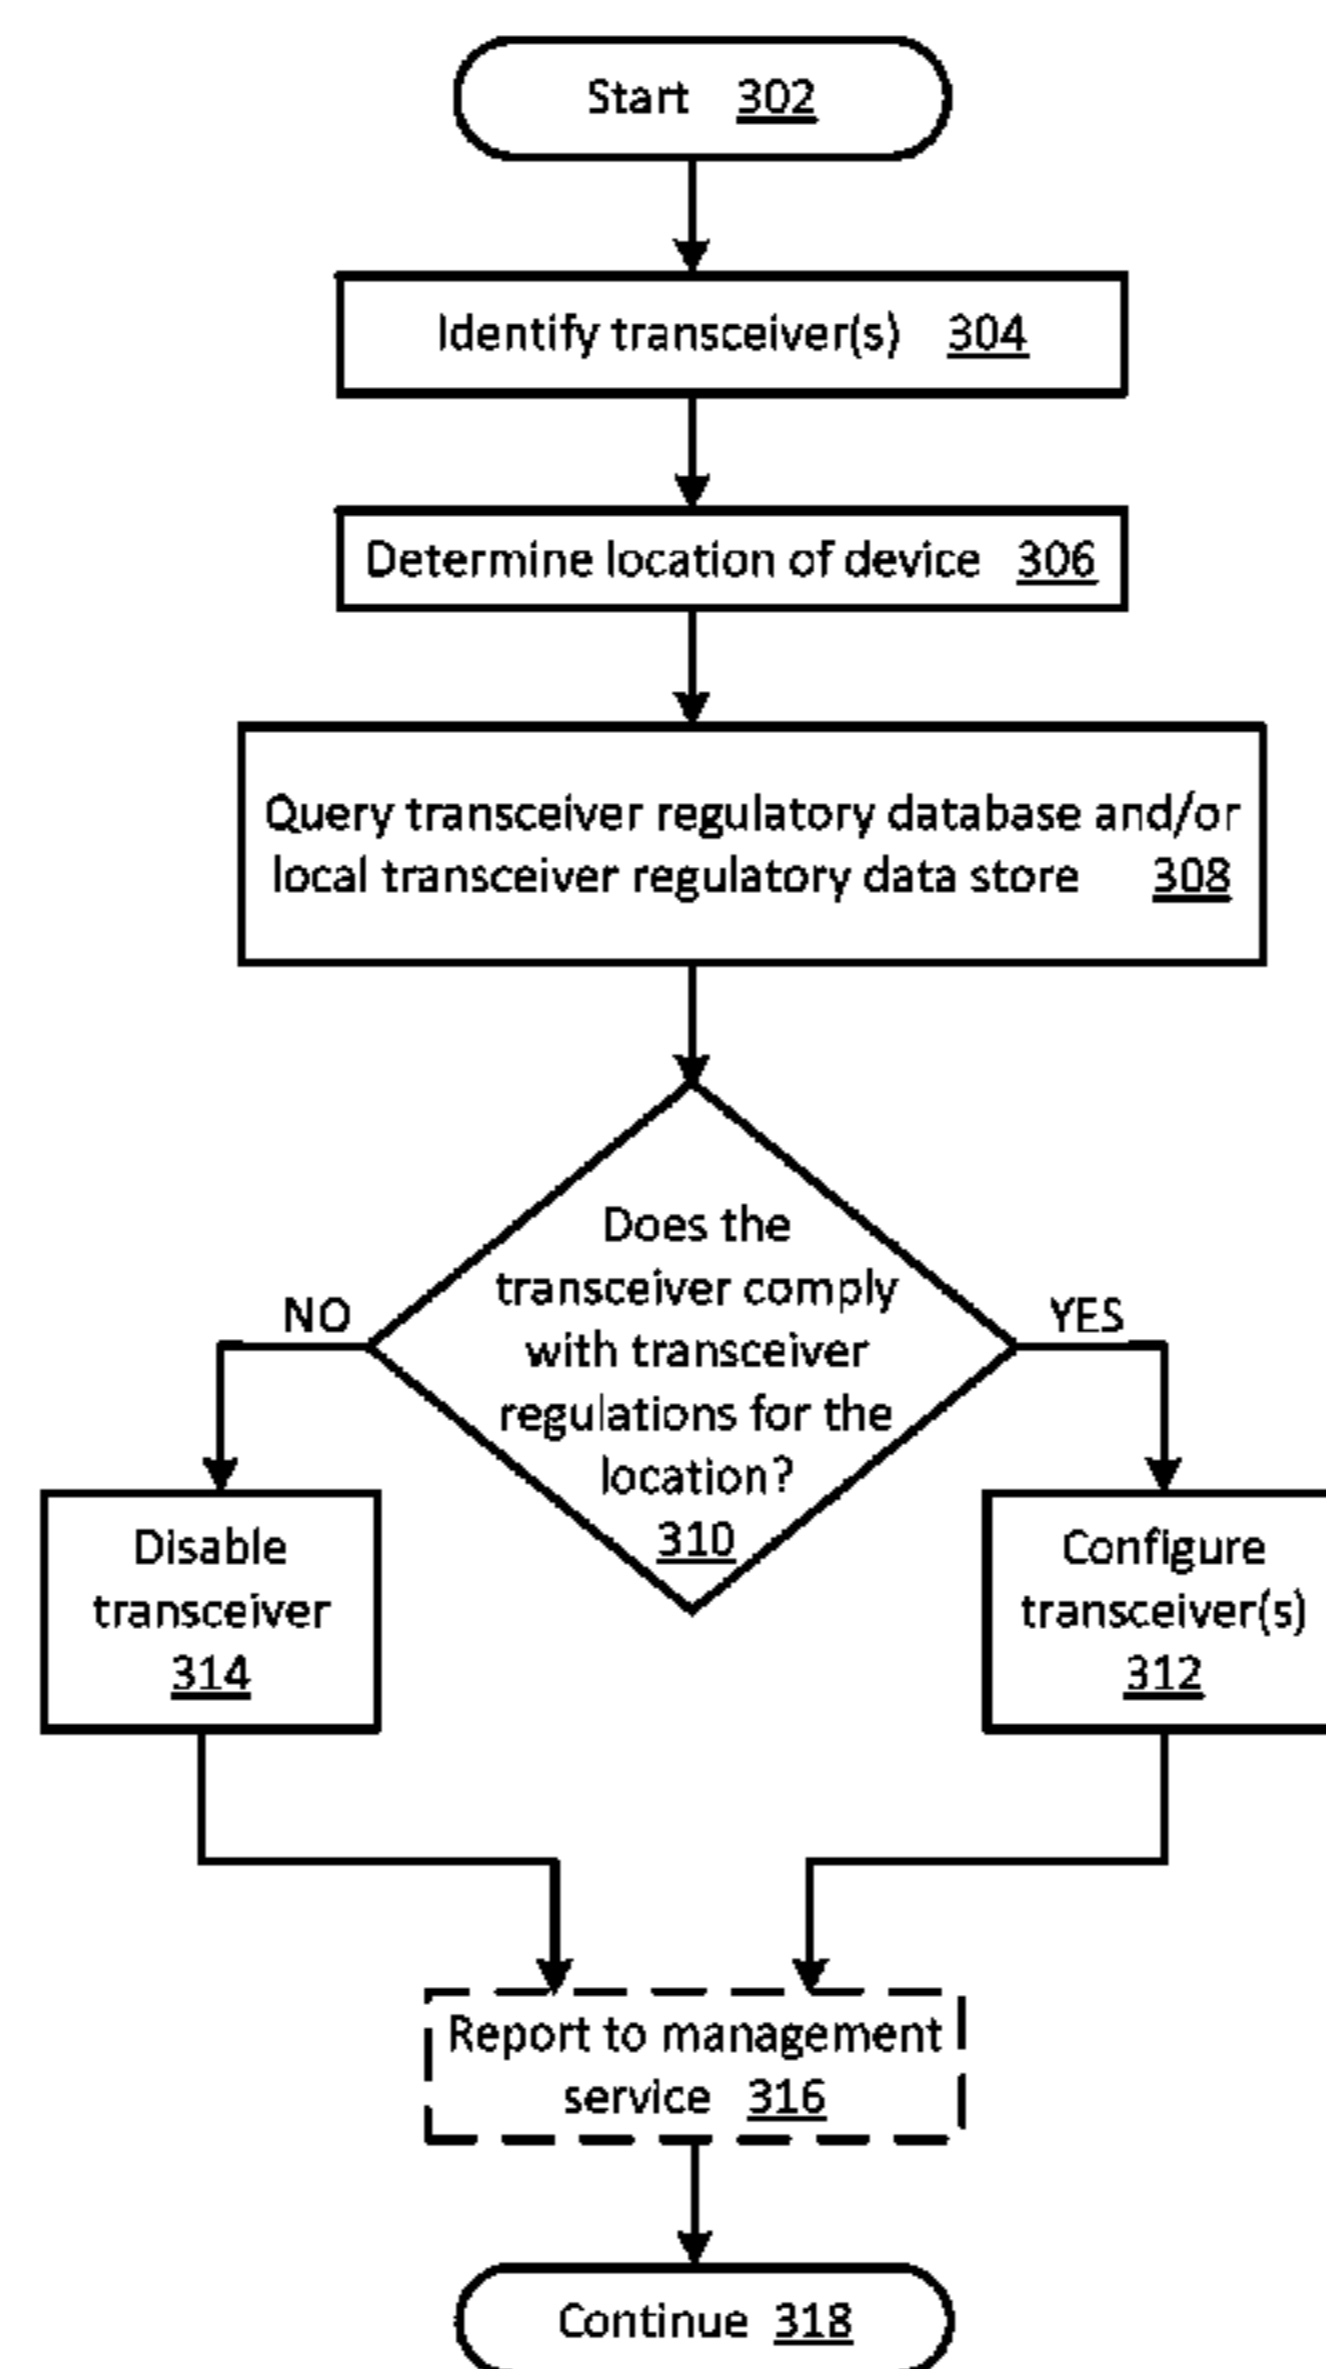 Start 302
Identify transceiver(s) 304
Determine location of device 306
Query transceiver regulatory database and/or
local transceiver regulatory data store 308
Does the
transceiver comply
with transceiver
regulations for the
location?
310
NO
YES
Disable
transceiver
314
Configure
transceiver(s)
312
Report to management
service 316
Continue 318